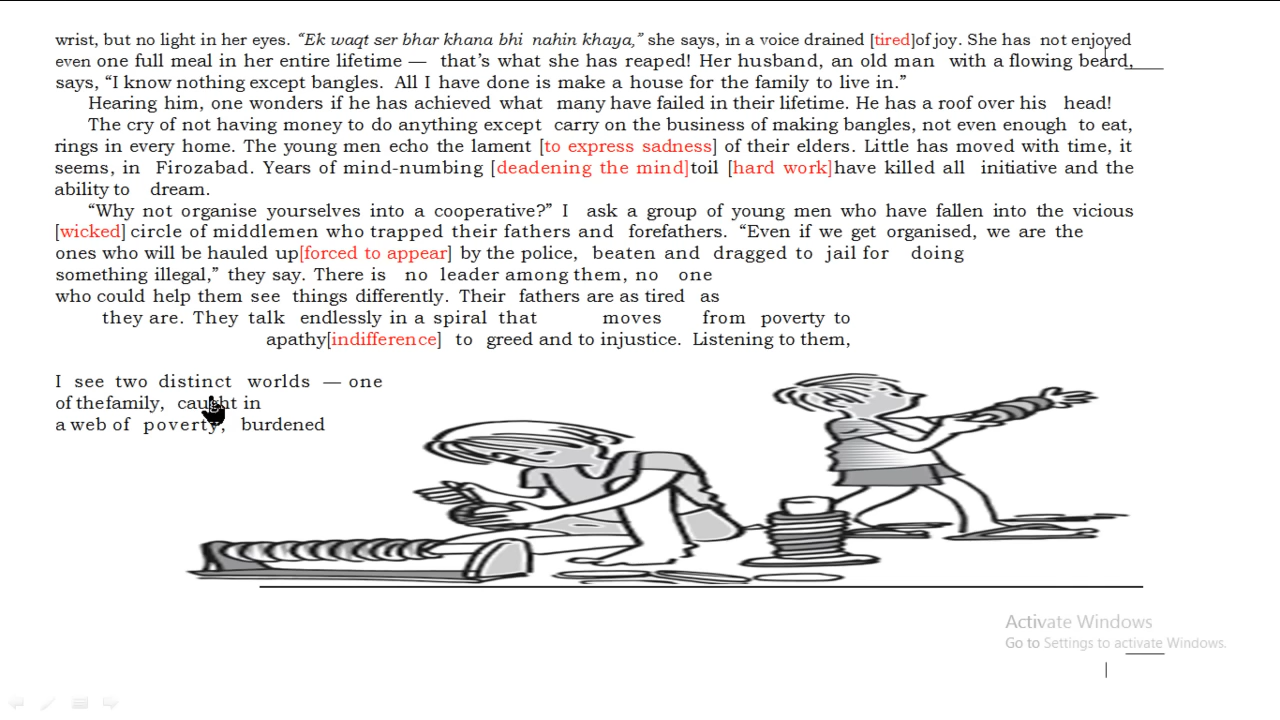 wrist, but no light in her eyes. “Ek waqt ser bhar khana bhi nahin khaya,” she says, in a voice drained [tired]of joy. She has not enjoyed
even one full meal in her entire lifetime — that’s what she has reaped! Her husband, an old man with a flowing beard,
says, “I know nothing except bangles. All I have done is make a house for the family to live in.”
Hearing him, one wonders if he has achieved what many have failed in their lifetime. He has a roof over his head!
The cry of not having money to do anything except carry on the business of making bangles, not even enough to eat,
rings in every home. The young men echo the lament [to express sadness] of their elders. Little has moved with time, it
seems, in Firozabad. Years of mind-numbing [deadening the mind]toil [hard work]have killed all initiative and the
ability to dream.
“Why not organise yourselves into a cooperative?” I ask a group of young men who have fallen into the vicious
[wicked] circle of middlemen who trapped their fathers and forefathers. “Even if we get organised, we are the
ones who will be hauled up[forced to appear] by the police, beaten and dragged to jail for doing
something illegal,” they say. There is no leader among them, no one
who could help them see things differently. Their fathers are as tired as
they are. They talk endlessly in a spiral that moves from poverty to
apathy[indifference] to greed and to injustice. Listening to them,
I see two distinct worlds — one
of thefamily, caught in
a web of poverty, burdened
Activate Windows
Go to Settings to activate Windows.